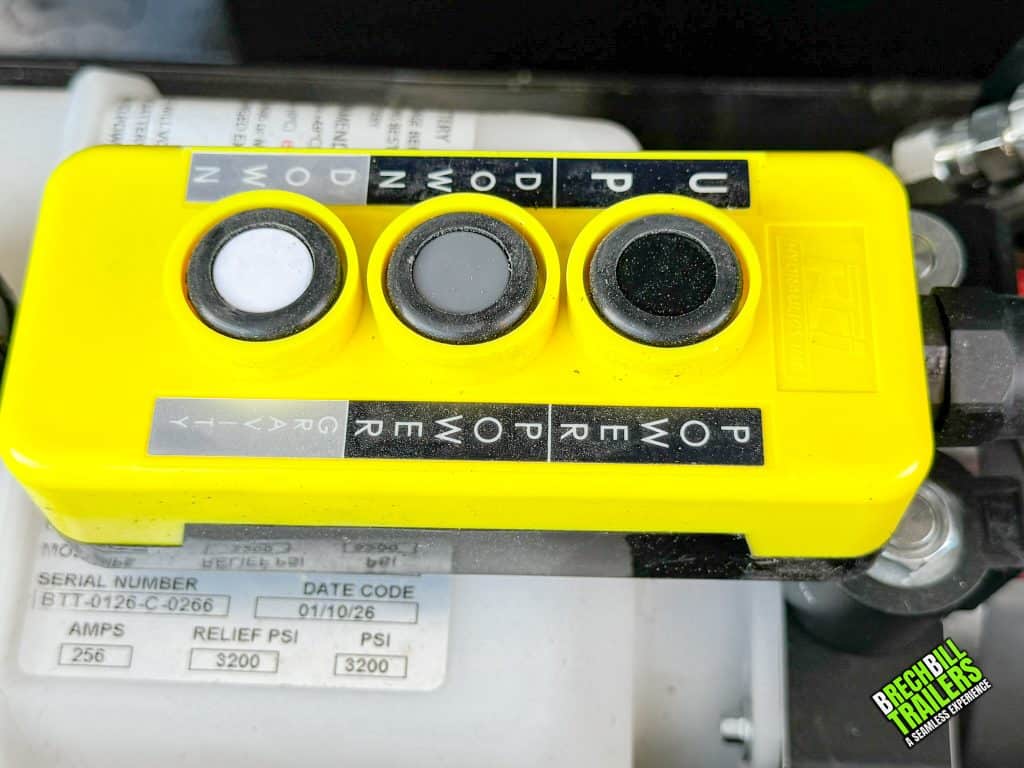 UP
POWER
DOWN
POWER
DOWN
GRAVITY
SERIAL NUMBER DATE CODE
BTT-0126-C-0266 01/10/26
AMPS RELIEF PSI PSI
256 3200 3200
BRECHBILL
TRAILERS
A SEAMLESS EXPERIENCE